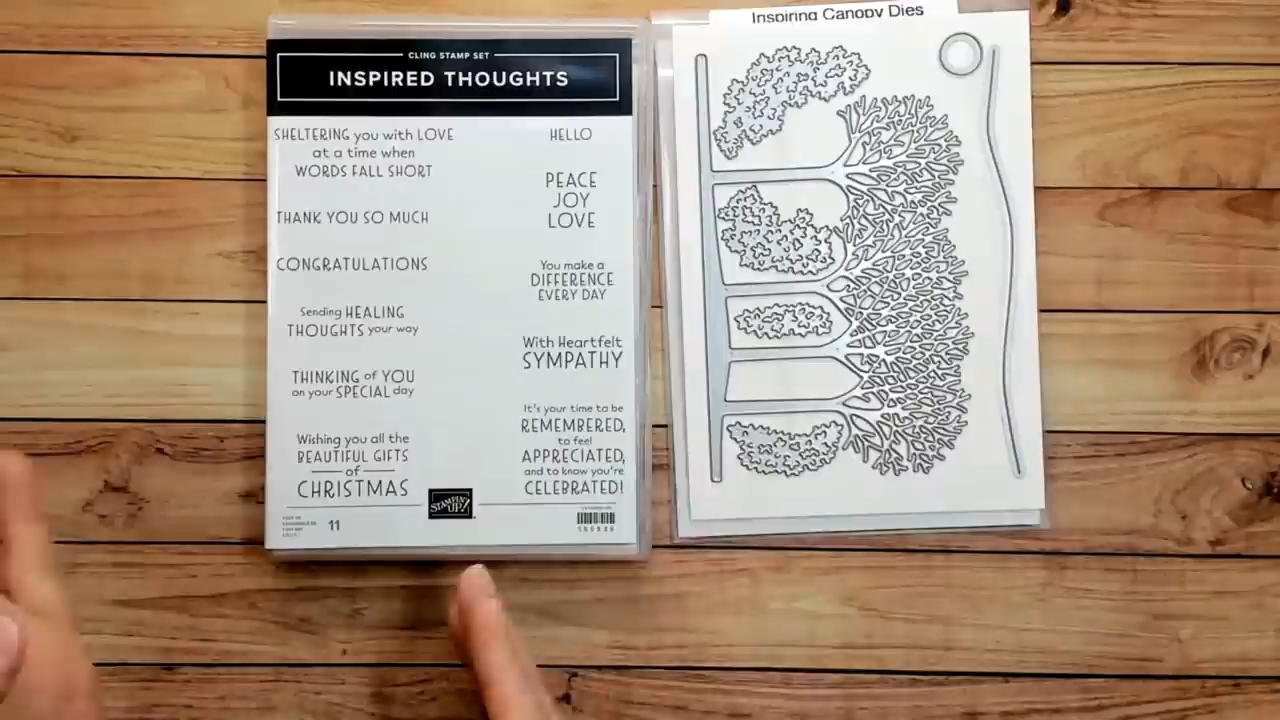 CLING STAMP SET
INSPIRED THOUGHTS
SHELTERING you with LOVE
at a time when
WORDS FALL SHORT
THANK YOU SO MUCH
CONGRATULATIONS
Sending HEALING
THOUGHTS your way
THINKING of YOU
on your SPECIAL day
Wishing you all the
BEAUTIFUL GIFTS
of
CHRISTMAS
HELLO
PEACE
JOY
LOVE
You make a
DIFFERENCE
EVERY DAY
With Heartfelt
SYMPATHY
It's your time to be
REMEMBERED,
to feel
APPRECIATED,
and to know you're
CELEBRATED!
STAMPIN' UP!
11
Inspiring Canopy Dies